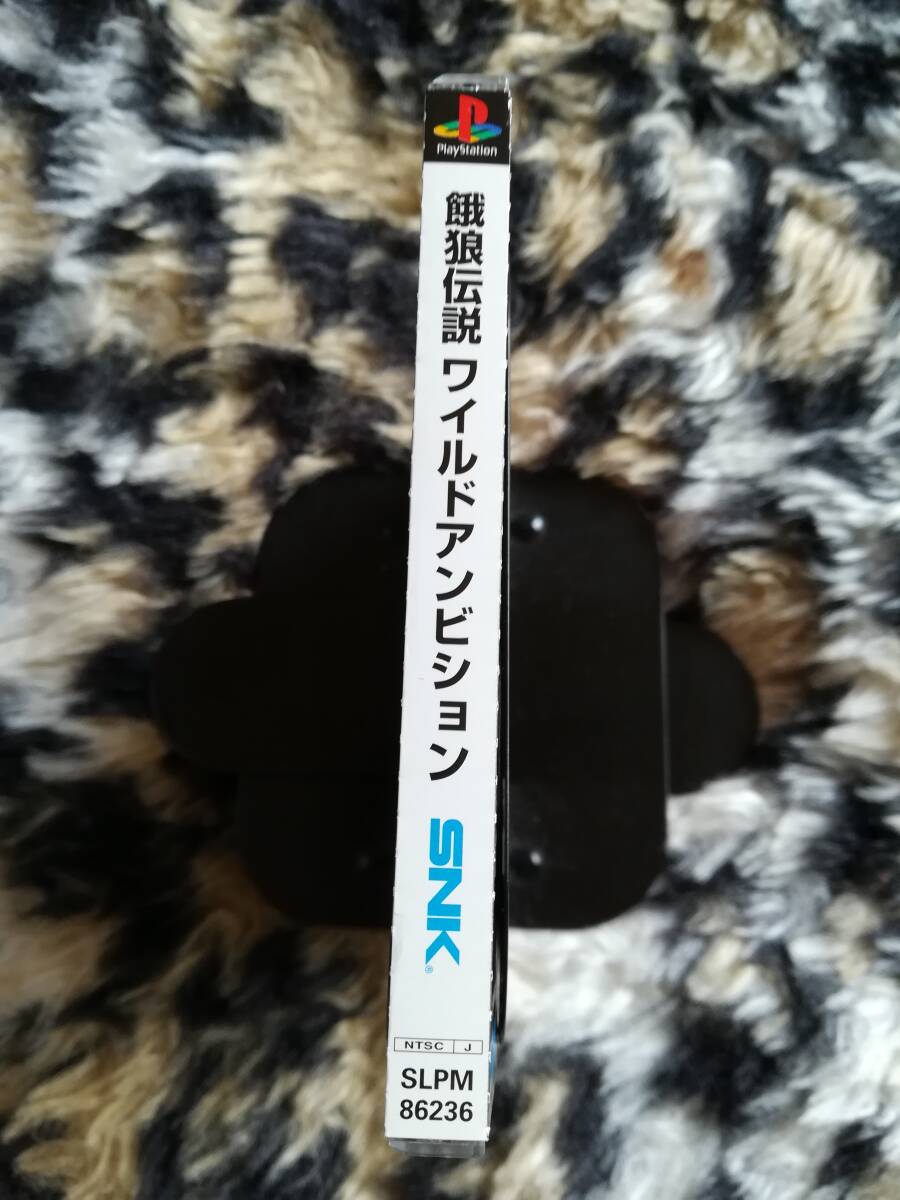 PlayStation
餓狼伝説 ワイルドアンビション
SNK®
NTSC J
SLPM
86236